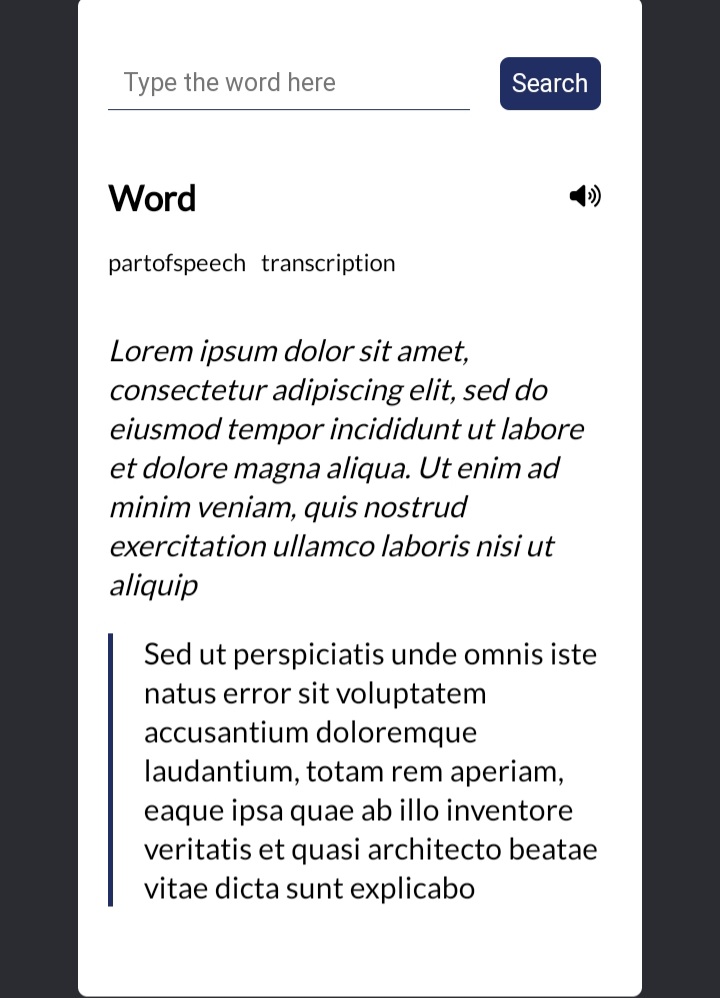 Type the word here
Search
Word
partofspeech transcription
Lorem ipsum dolor sit amet,
consectetur adipiscing elit, sed do
eiusmod tempor incididunt ut labore
et dolore magna aliqua. Ut enim ad
minim veniam, quis nostrud
exercitation ullamco laboris nisi ut
aliquip
Sed ut perspiciatis unde omnis iste
natus error sit voluptatem
accusantium doloremque
laudantium, totam rem aperiam,
eaque ipsa quae ab illo inventore
veritatis et quasi architecto beatae
vitae dicta sunt explicabo